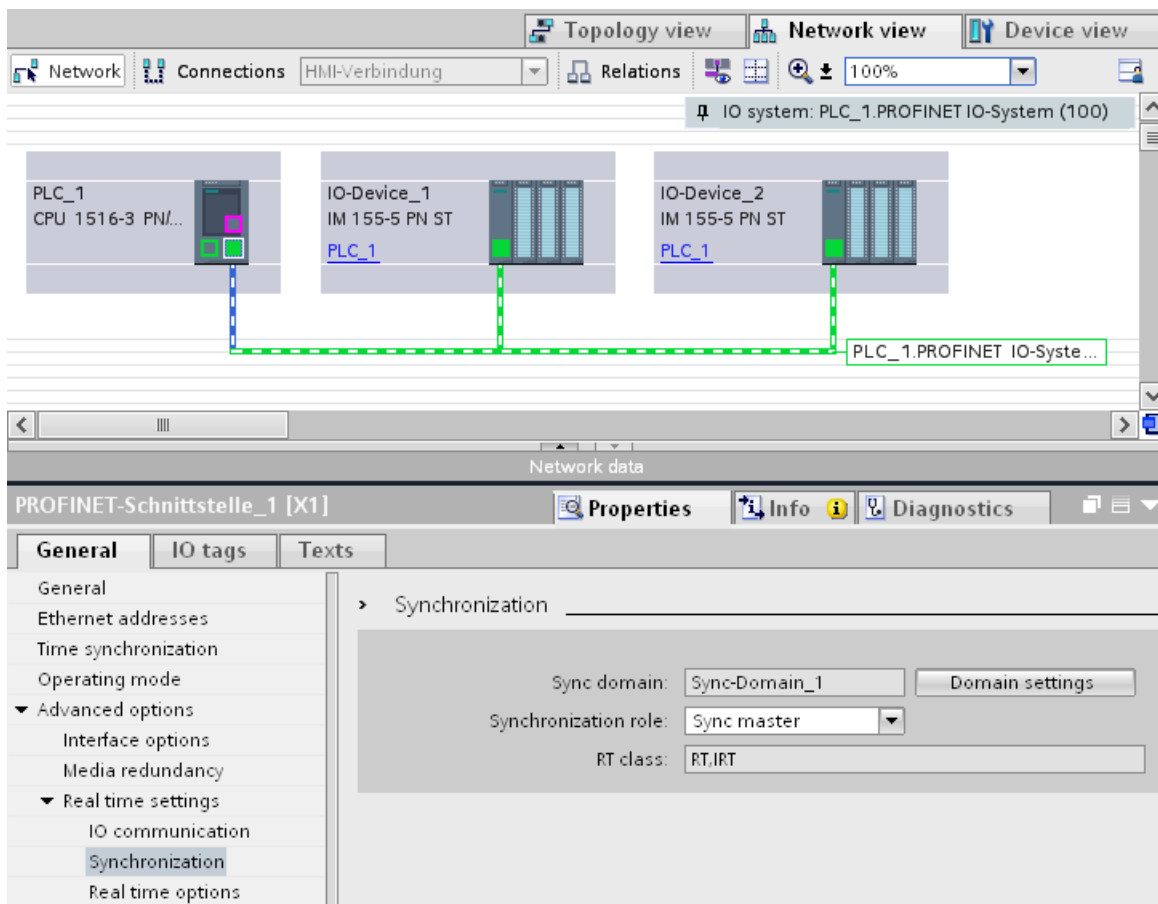 Topology view Network view Device view
Network Connections HMI-Verbindung Relations 100%
IO system: PLC_1.PROFINET IO-System (100)
PLC_1
CPU 1516-3 PN/...
IO-Device_1
IM 155-5 PN ST
PLC_1
IO-Device_2
IM 155-5 PN ST
PLC_1
PLC_1.PROFINET IO-Syste...
Network data
PROFINET-Schnittstelle_1 [X1] Properties Info Diagnostics
General IO tags Texts
General
Ethernet addresses
Time synchronization
Operating mode
Advanced options
Interface options
Media redundancy
Real time settings
IO communication
Synchronization
Real time options
Synchronization
Sync domain: Sync-Domain_1 Domain settings
Synchronization role: Sync master
RT class: RT,IRT